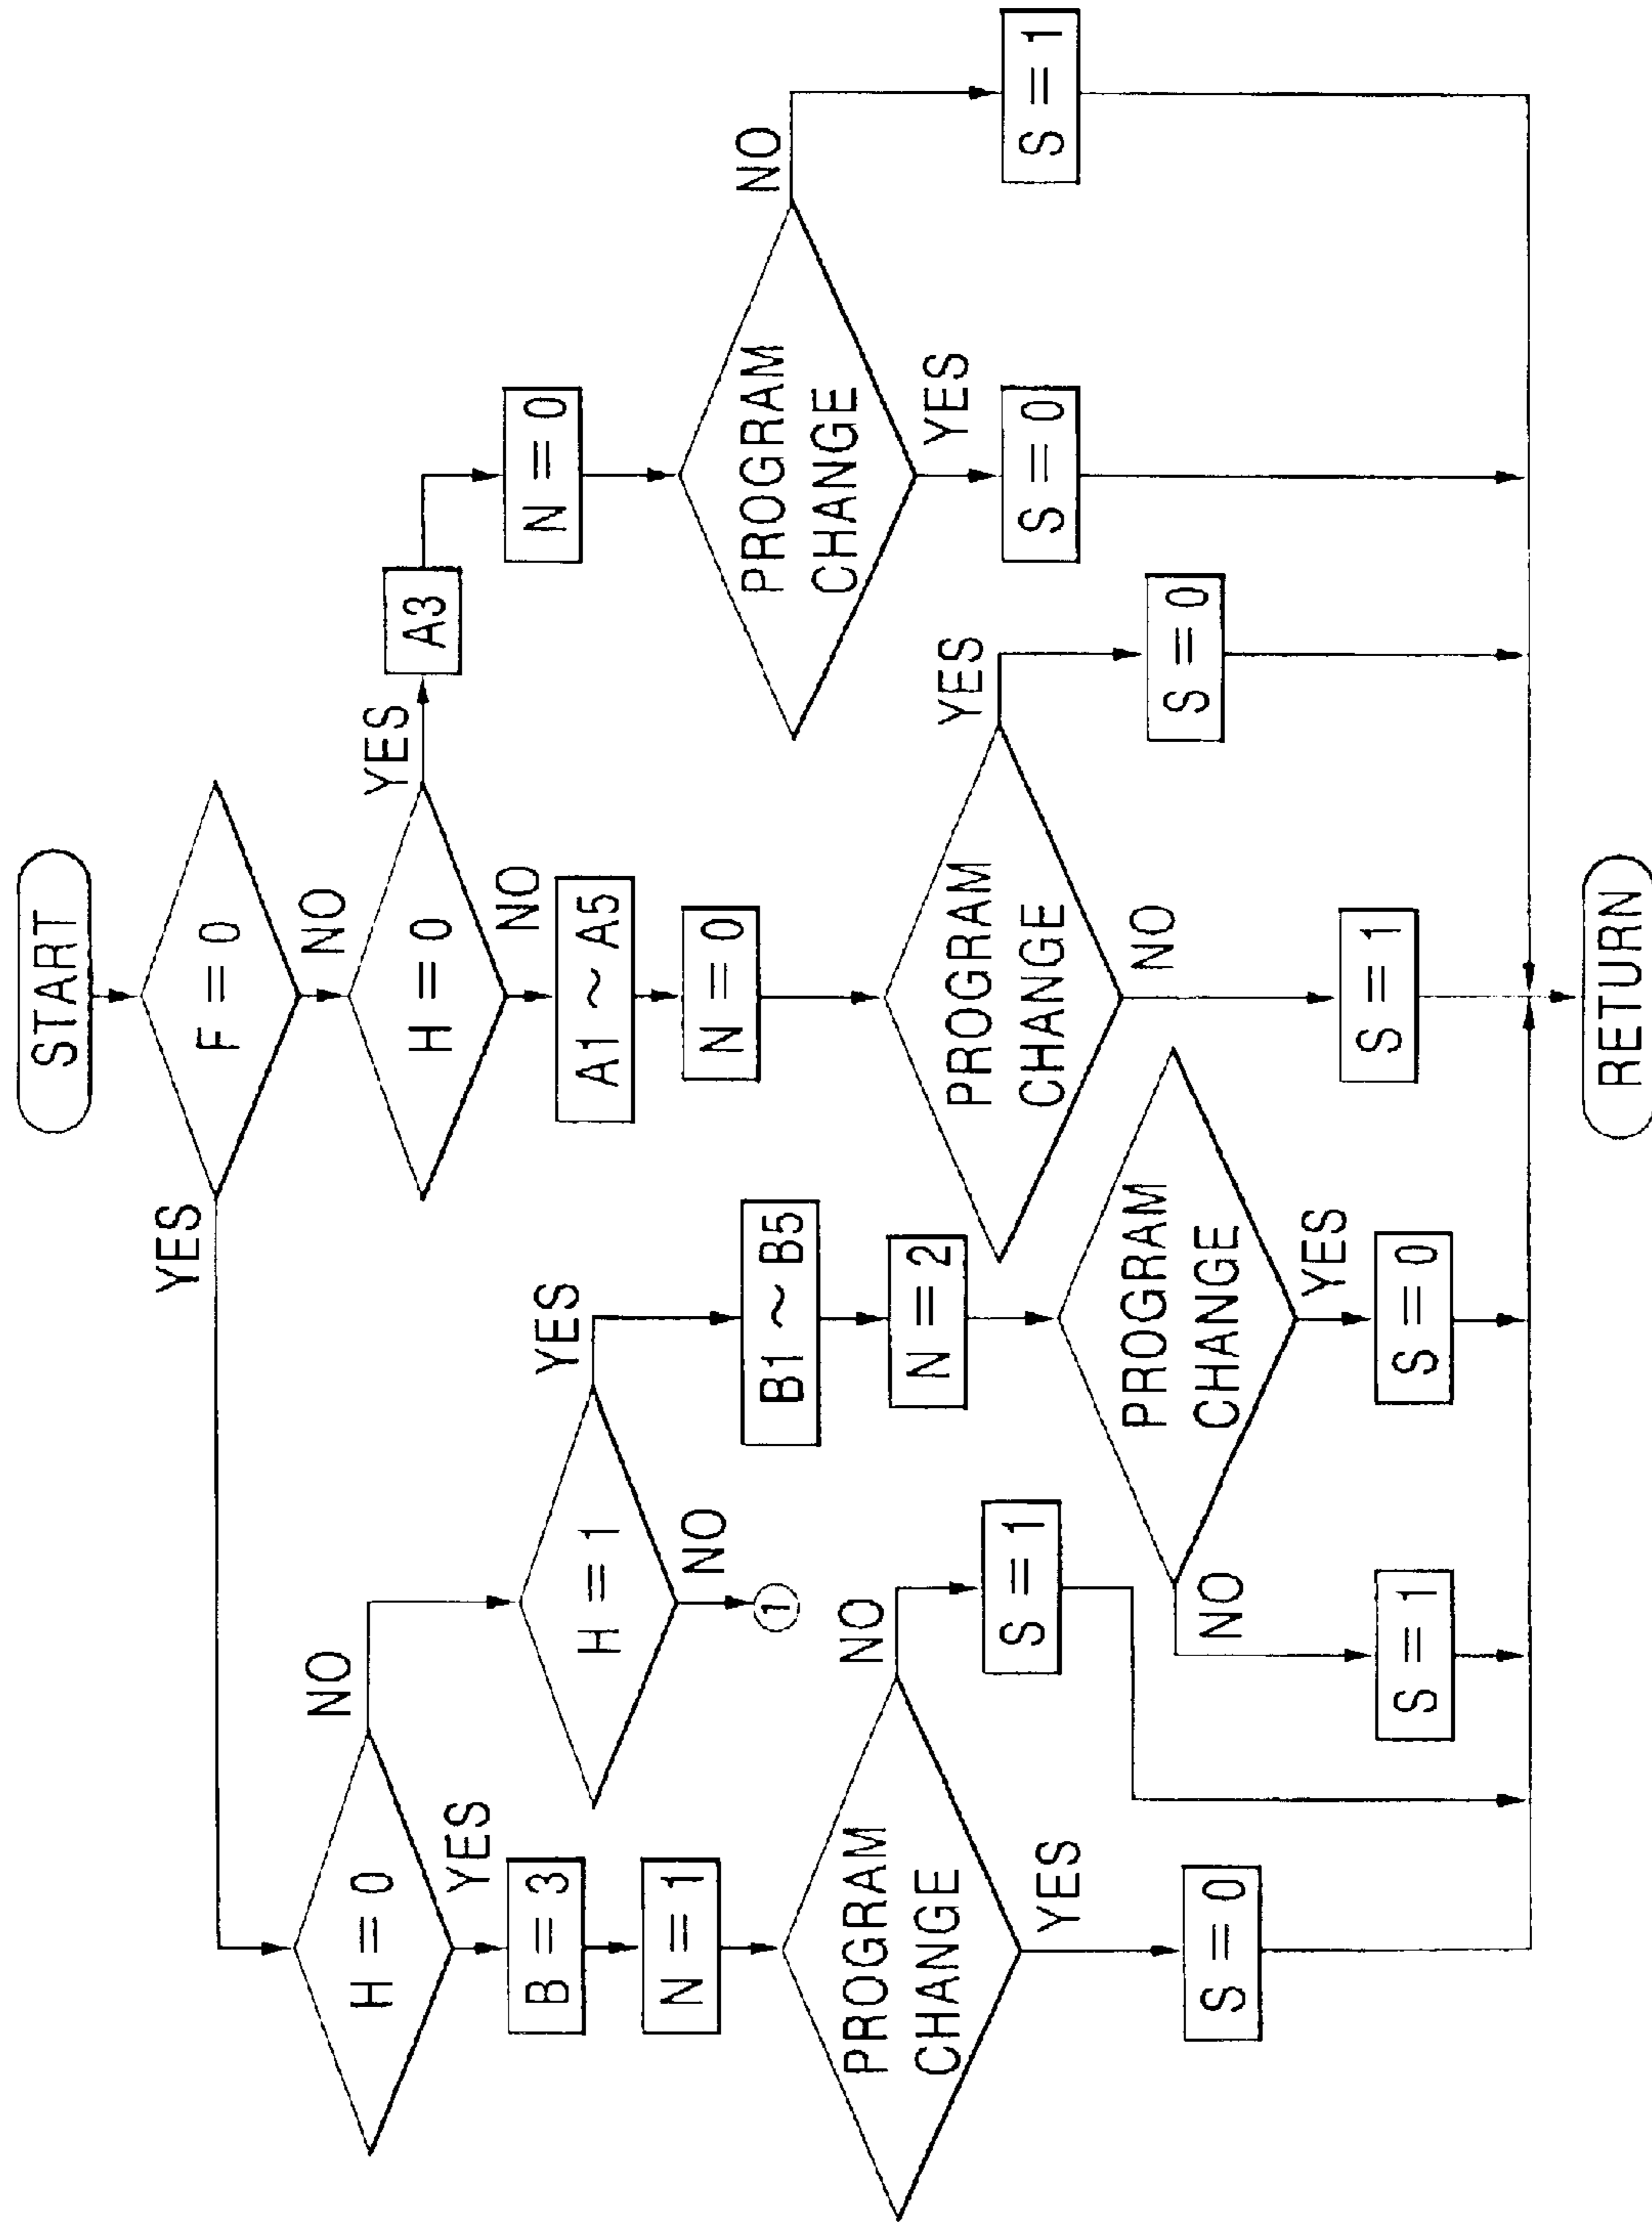 START
F = 0
YES
NO
H = 0
YES
NO
A3
N = 0
PROGRAM
CHANGE
NO
YES
S = 1
S = 0
A1 ~ A5
N = 0
PROGRAM
CHANGE
YES
NO
S = 0
S = 1
H = 0
NO
YES
H = 1
YES
NO
1
B1 ~ B5
N = 2
PROGRAM
CHANGE
YES
NO
S = 0
S = 1
B = 3
N = 1
PROGRAM
CHANGE
NO
YES
S = 1
S = 0
RETURN